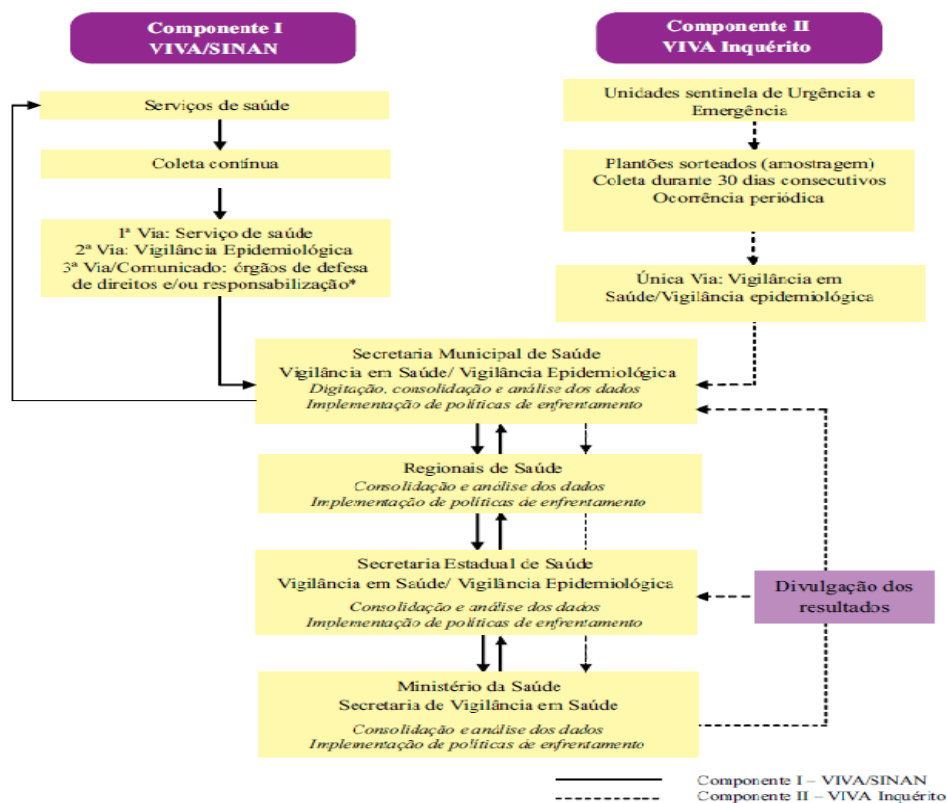 Componente I
VIVA/SINAN
Serviços de saúde
Coleta contínua
1ª Via: Serviço de saúde
2ª Via: Vigilância Epidemiológica
3ª Via/Comunicado: órgãos de defesa
de direitos e/ou responsabilização*
Componente II
VIVA Inquérito
Unidades sentinela de Urgência e
Emergência
Plantões sorteados (amostragem)
Coleta durante 30 dias consecutivos
Ocorrência periódica
Única Via: Vigilância em
Saúde/Vigilância epidemiológica
Secretaria Municipal de Saúde
Vigilância em Saúde/ Vigilância Epidemiológica
Digitação, consolidação e análise dos dados
Implementação de políticas de enfrentamento
Regionais de Saúde
Consolidação e análise dos dados
Implementação de políticas de enfrentamento
Secretaria Estadual de Saúde
Vigilância em Saúde/ Vigilância Epidemiológica
Consolidação e análise dos dados
Implementação de políticas de enfrentamento
Divulgação dos
resultados
Ministério da Saúde
Secretaria de Vigilância em Saúde
Consolidação e análise dos dados
Implementação de políticas de enfrentamento
Componente I – VIVA/SINAN
Componente II – VIVA Inquérito